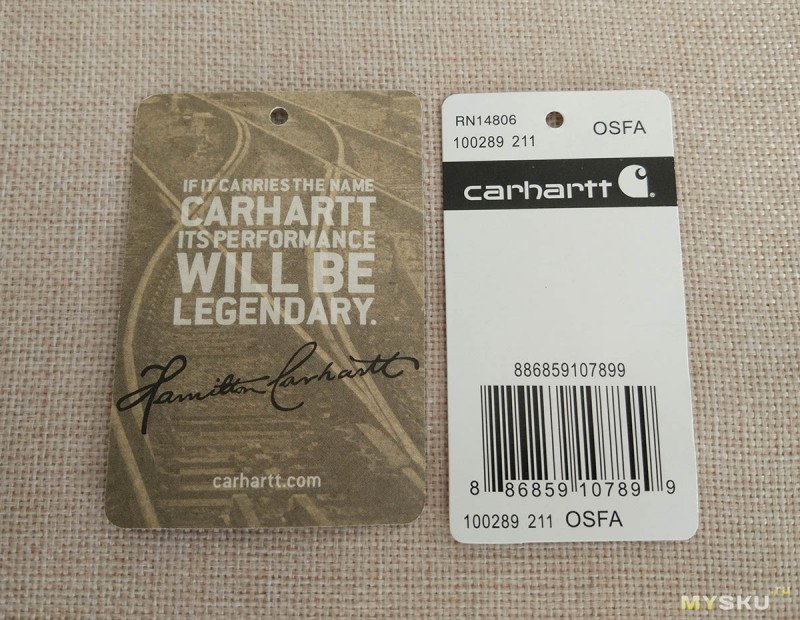 IF IT CARRIES THE NAME
CARHARTT
ITS PERFORMANCE
WILL BE
LEGENDARY.
Hamilton Carhartt
carhartt.com
RN14806
100289 211
OSFA
carhartt
886859107899
8 86859 10789 9
100289 211 OSFA
MYSKU.ru